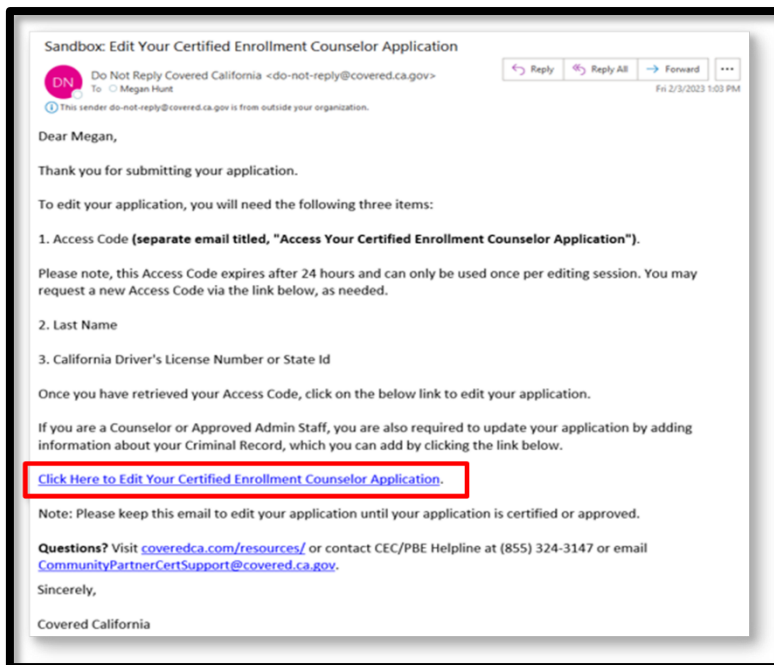 Sandbox: Edit Your Certified Enrollment Counselor Application
DN
Do Not Reply Covered California <do-not-reply@covered.ca.gov>
To Megan Hunt
Reply Reply All Forward ...
Fri 2/3/2023 1:03 PM
This sender do-not-reply@covered.ca.gov is from outside your organization.
Dear Megan,
Thank you for submitting your application.
To edit your application, you will need the following three items:
1. Access Code (separate email titled, "Access Your Certified Enrollment Counselor Application").
Please note, this Access Code expires after 24 hours and can only be used once per editing session. You may
request a new Access Code via the link below, as needed.
2. Last Name
3. California Driver's License Number or State Id
Once you have retrieved your Access Code, click on the below link to edit your application.
If you are a Counselor or Approved Admin Staff, you are also required to update your application by adding
information about your Criminal Record, which you can add by clicking the link below.
Click Here to Edit Your Certified Enrollment Counselor Application.
Note: Please keep this email to edit your application until your application is certified or approved.
Questions? Visit coveredca.com/resources/ or contact CEC/PBE Helpline at (855) 324-3147 or email
CommunityPartnerCertSupport@covered.ca.gov.
Sincerely,
Covered California